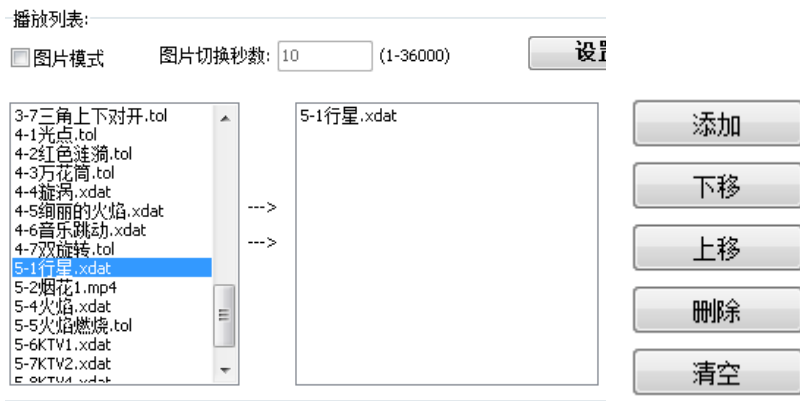 播放列表:
图片模式 图片切换秒数: 10 (1-36000)
3-7三角上下对开.tol
4-1光点.tol
4-2红色涟漪.tol
4-3万花筒.tol
4-4旋涡.xdat
4-5绚丽的火焰.xdat
4-6音乐跳动.xdat
4-7双旋转.tol
5-1行星.xdat
5-2烟花1.mp4
5-4火焰.xdat
5-5火焰燃烧.tol
5-6KTV1.xdat
5-7KTV2.xdat
--->
--->
5-1行星.xdat
添加
下移
上移
删除
清空